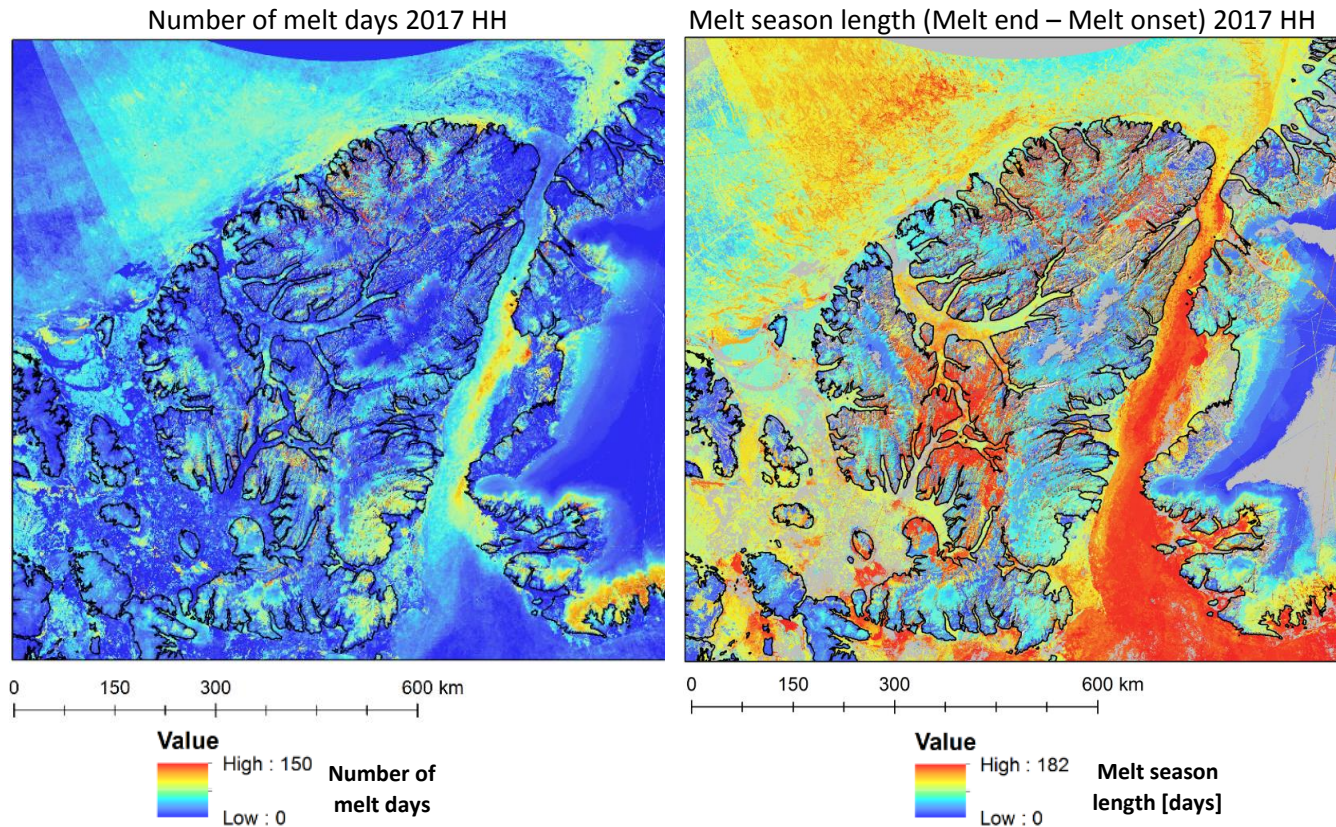 Number of melt days 2017 HH
Melt season length (Melt end – Melt onset) 2017 HH
0 150 300 600 km
0 150 300 600 km
Value
High : 150
Low : 0
Number of
melt days
Value
High : 182
Low : 0
Melt season
length [days]